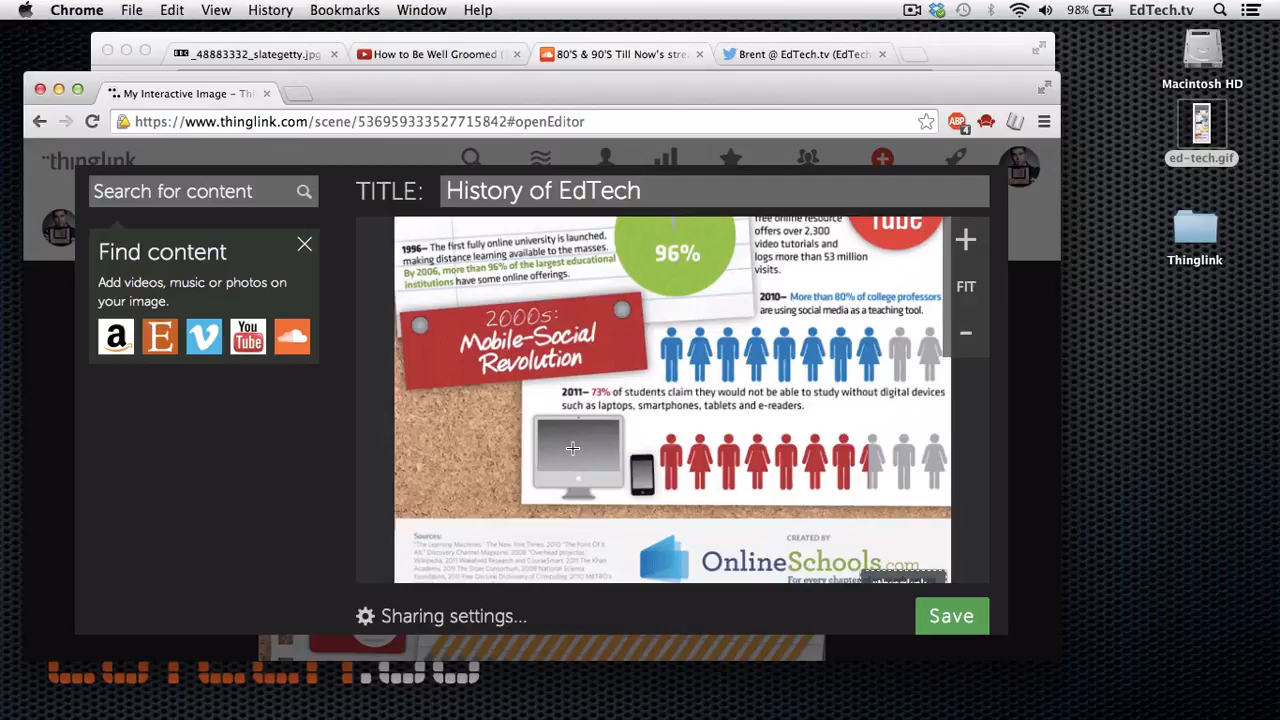 Chrome File Edit View History Bookmarks Window Help 98% EdTech.tv
_48883332_slategetty.jpg How to Be Well Groomed ( 80'S & 90'S Till Now's stre Brent @ EdTech.tv (EdTech
My Interactive Image – Thi
https://www.thinglink.com/scene/536959333527715842#openEditor
ABP
4
Macintosh HD
ed-tech.gif
Thinglink
thinglink
Search for content
TITLE: History of EdTech
Find content
Add videos, music or photos on
your image.
a E You
Tube
1996– The first fully online university is launched,
making distance learning available to the masses.
By 2006, more than 96% of the largest educational
institutions have some online offerings.
96%
free online resource
offers over 2,300
video tutorials and
logs more than 53 million
visits.
Tube
FIT
2000s:
Mobile-Social
Revolution
2010– More than 80% of college professors
are using social media as a teaching tool.
2011– 73% of students claim they would not be able to study without digital devices
such as laptops, smartphones, tablets and e-readers.
Sources:
CREATED BY
OnlineSchools.com
For every chapter
Sharing settings...
Save